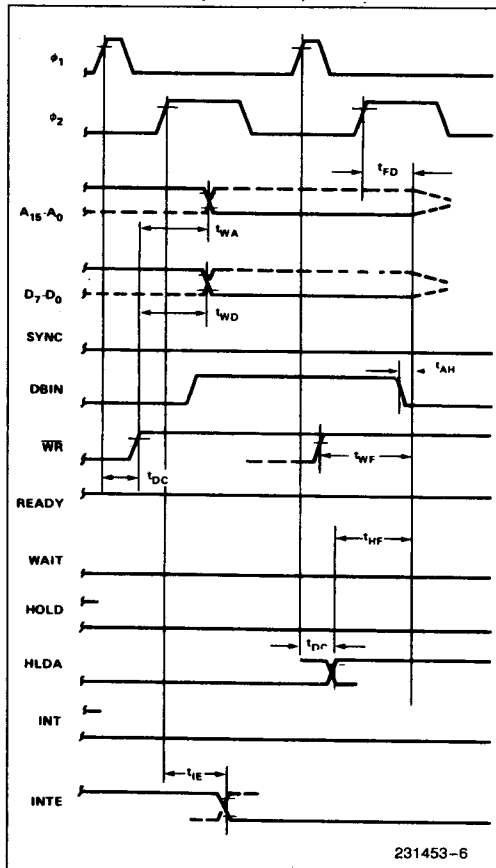 ϕ1
ϕ2
tFD
A15-A0
tWA
D7-D0
tWD
SYNC
tAH
DBIN
WR
tWF
tDC
READY
tHF
WAIT
HOLD
tDC
HLDA
INT
tIE
INTE
231453-6